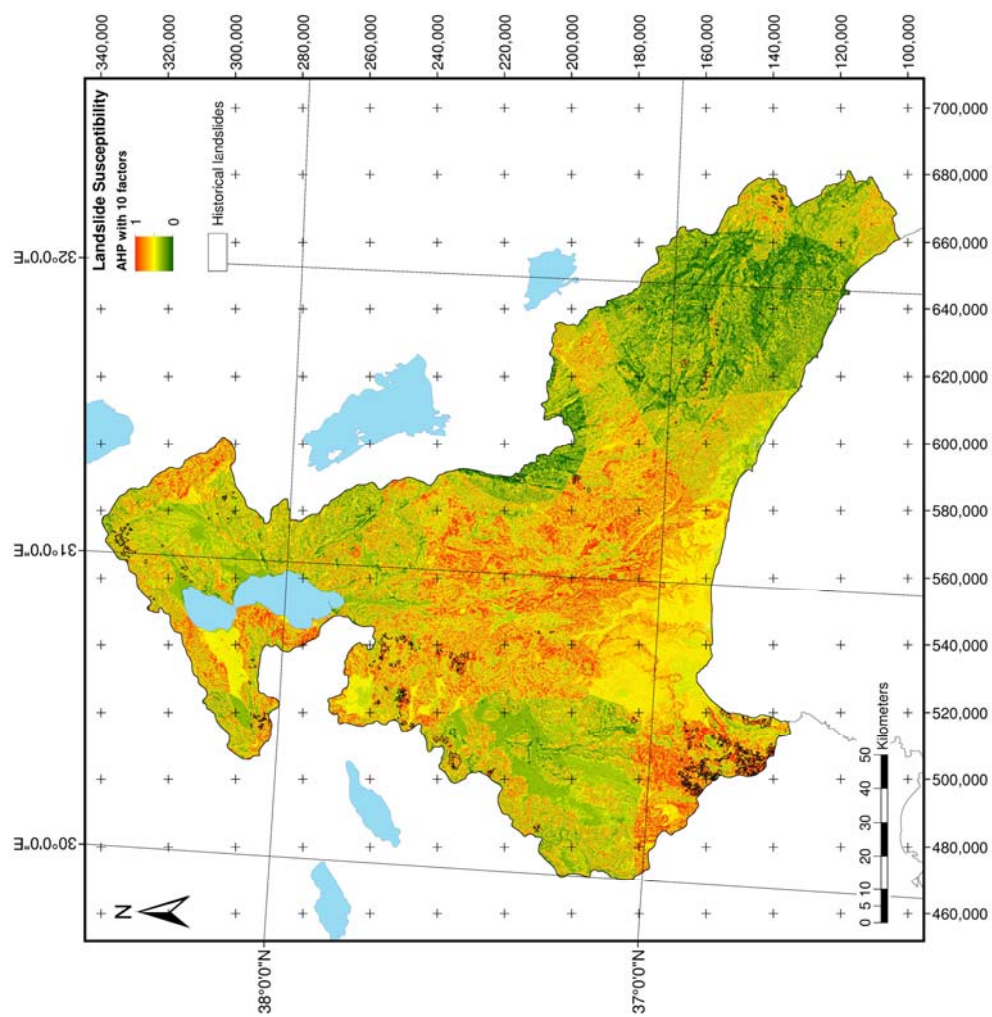 Landslide Susceptibility
AHP with 10 factors
1
0
Historical landslides
N
30°0'0"E
31°0'0"E
32°0'0"E
38°0'0"N
37°0'0"N
340,000
320,000
300,000
280,000
260,000
240,000
220,000
200,000
180,000
160,000
140,000
120,000
100,000
0 5 10 20 30 40 50
Kilometers
460,000 480,000 500,000 520,000 540,000 560,000 580,000 600,000 620,000 640,000 660,000 680,000 700,000